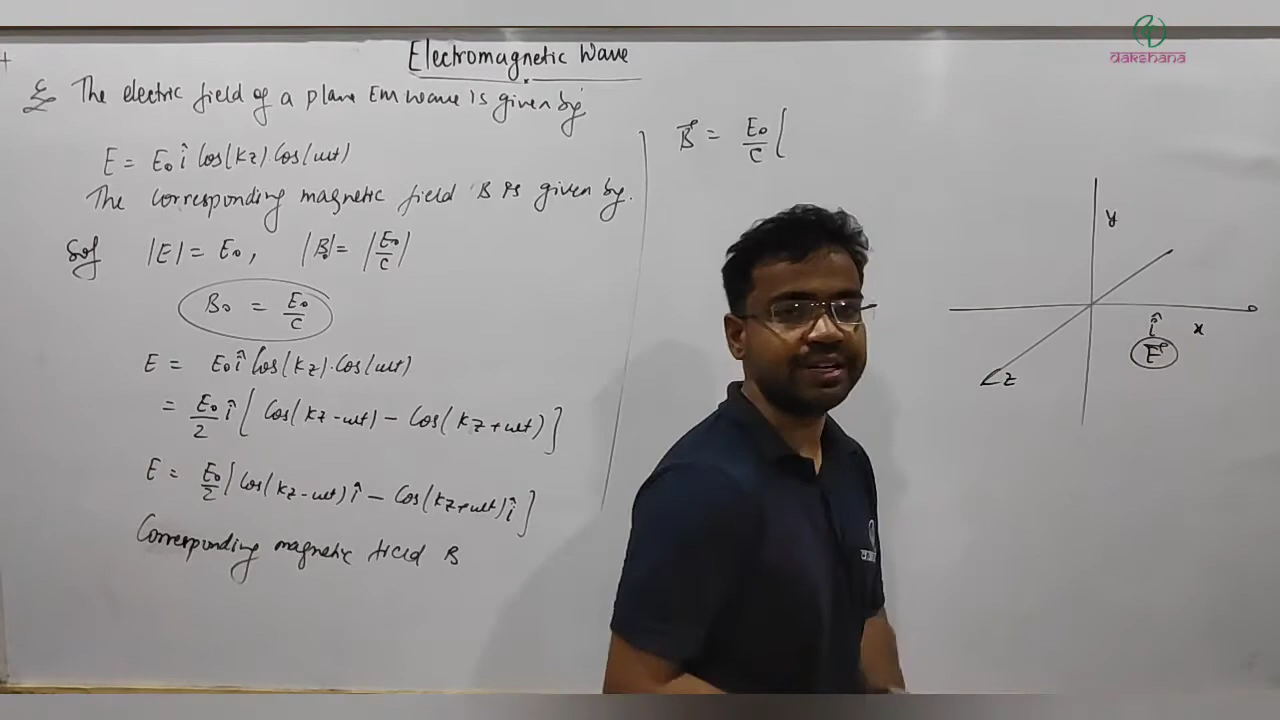 Electromagnetic Wave
dakshana
Ex The electric field of a plane EM wave is given by
E = E₀ î Cos(kz).Cos(ωt)
The corresponding magnetic field B is given by.
Sol |E| = E₀, |B₀| = |E₀/c|
B₀ = E₀/c
E = E₀ î Cos(kz).Cos(ωt)
= E₀/2 î [Cos(kz-ωt) - Cos(kz+ωt)]
E = E₀/2 [Cos(kz-ωt) î - Cos(kz+ωt) î]
Corresponding magnetic field B
B⃗ = E₀/c [
y
î x
E⃗
z